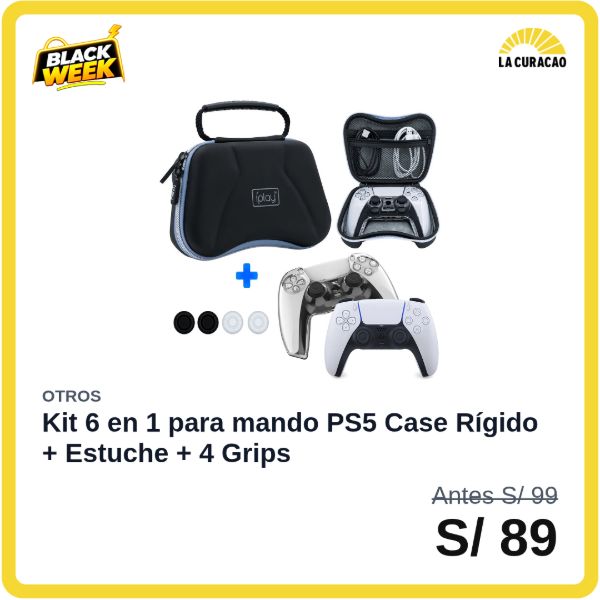 BLACK
WEEK
LA CURACAO
iplay
OTROS
Kit 6 en 1 para mando PS5 Case Rígido
+ Estuche + 4 Grips
Antes S/ 99
S/ 89